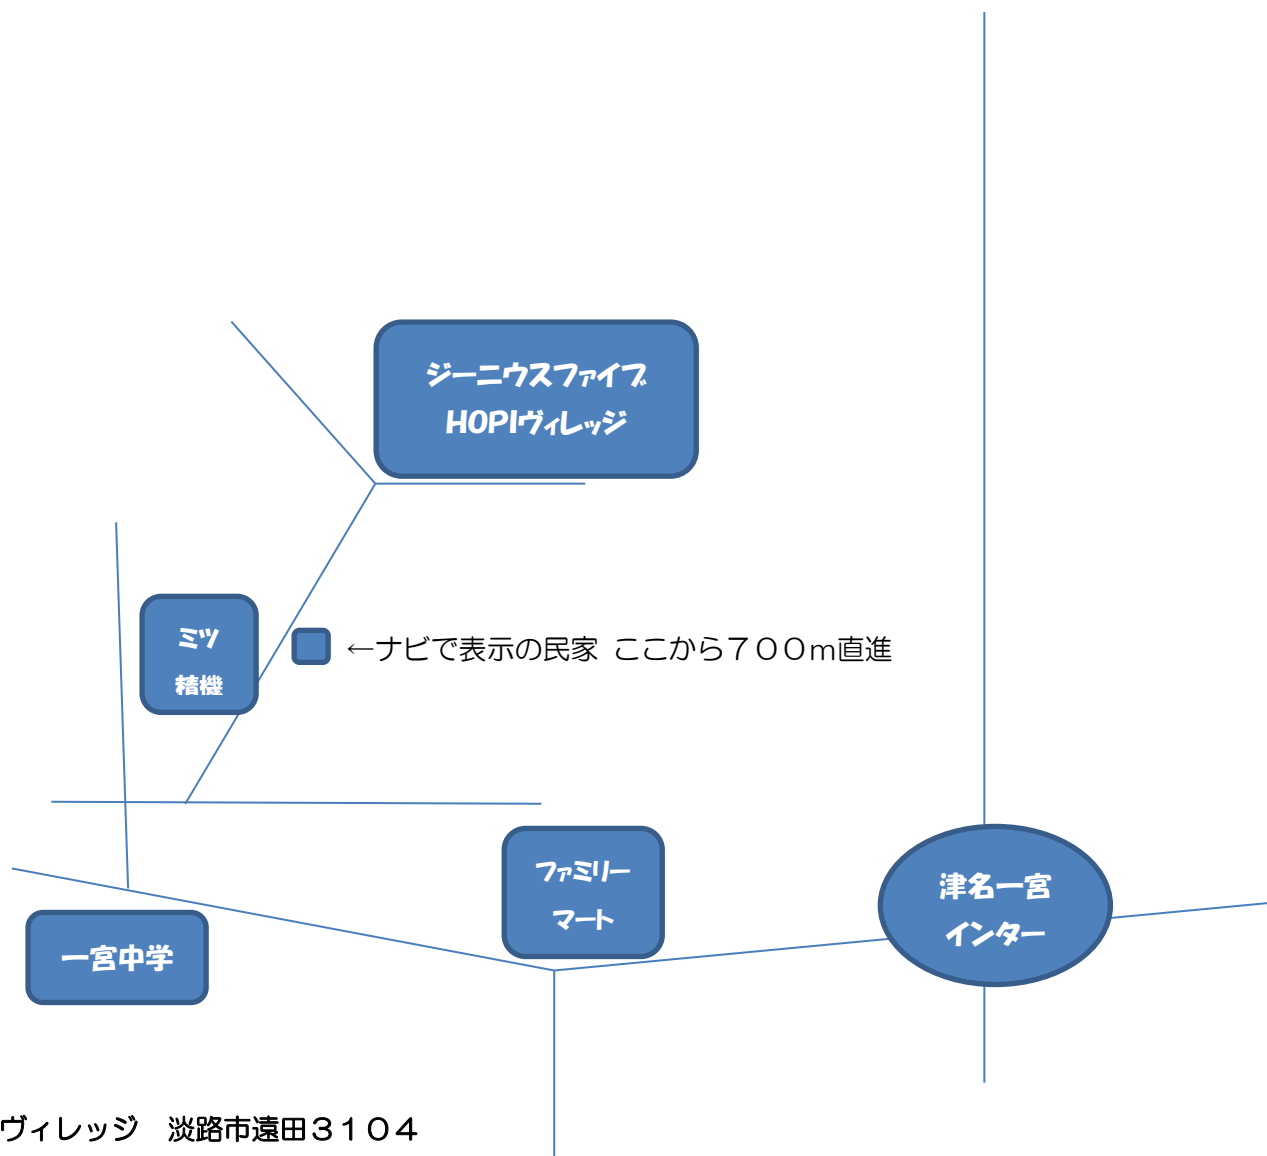 ジーニウスファイブ
HOPIヴィレッジ
ミツ
精機
←ナビで表示の民家 ここから７００ｍ直進
ファミリー
マート
津名一宮
インター
一宮中学
ヴィレッジ　淡路市遠田３１０４